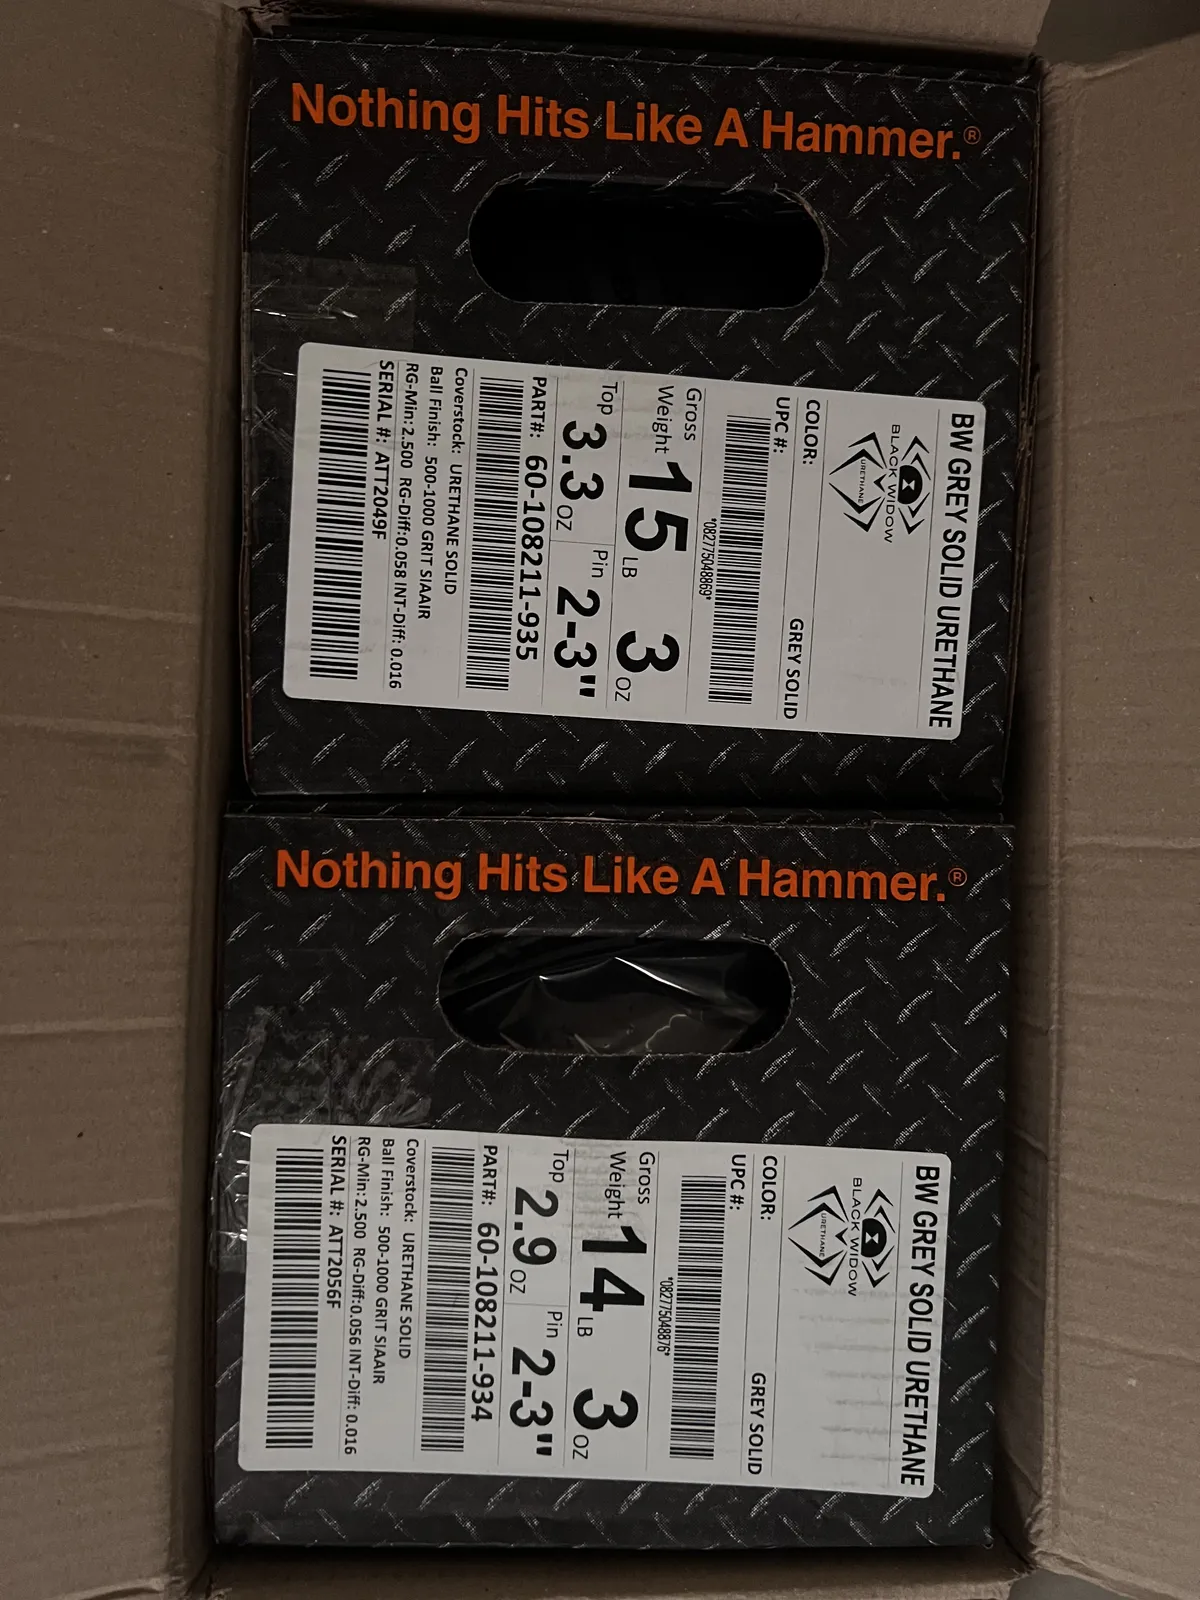 Nothing Hits Like A Hammer.®
BW GREY SOLID URETHANE
BLACK WIDOW
URETHANE
COLOR: GREY SOLID
UPC #:
*082775048869*
Gross Weight 15 LB 3 OZ
Top 3.3 OZ Pin 2-3"
PART#: 60-108211-935
Coverstock: URETHANE SOLID
Ball Finish: 500-1000 GRIT SIAAIR
RG-Min:2.500 RG-Diff:0.058 INT-Diff: 0.016
SERIAL #: ATT2049F
Nothing Hits Like A Hammer.®
BW GREY SOLID URETHANE
BLACK WIDOW
URETHANE
COLOR: GREY SOLID
UPC #:
*082775048876*
Gross Weight 14 LB 3 OZ
Top 2.9 OZ Pin 2-3"
PART#: 60-108211-934
Coverstock: URETHANE SOLID
Ball Finish: 500-1000 GRIT SIAAIR
RG-Min:2.500 RG-Diff:0.056 INT-Diff: 0.016
SERIAL #: ATT2056F